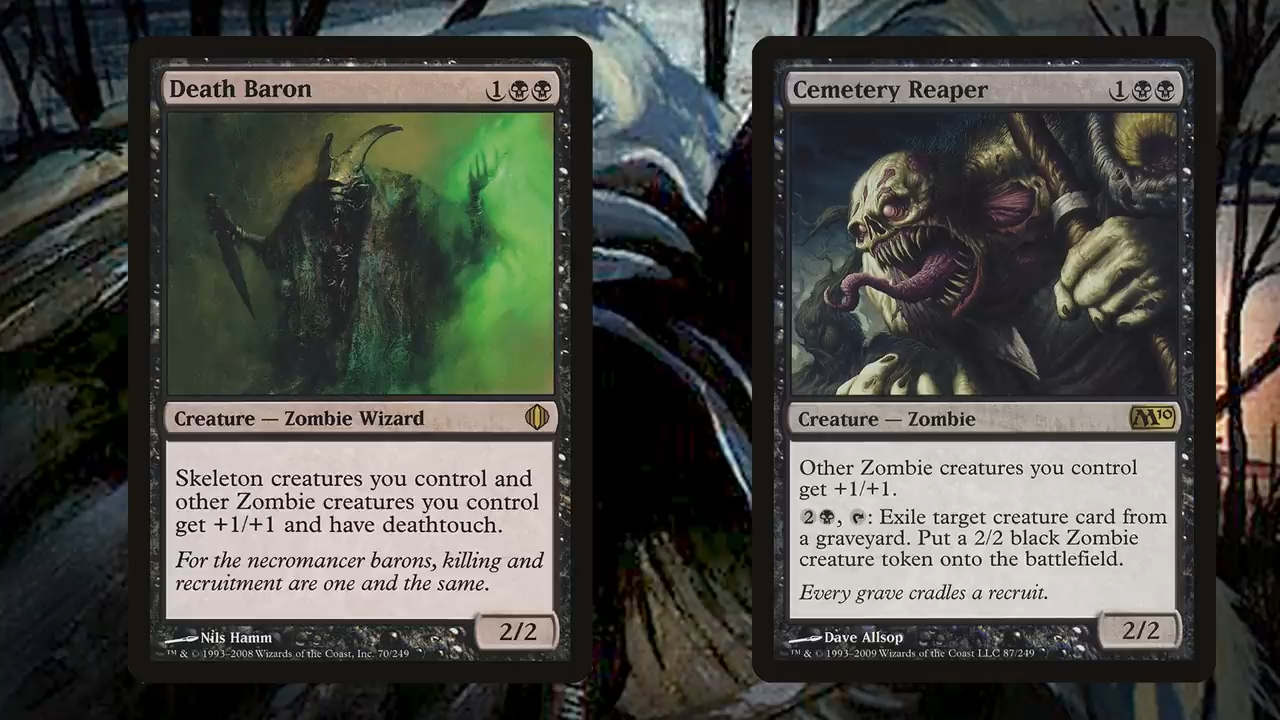 Death Baron
1
Creature — Zombie Wizard
Skeleton creatures you control and
other Zombie creatures you control
get +1/+1 and have deathtouch.
For the necromancer barons, killing and
recruitment are one and the same.
2/2
Nils Hamm
™ & © 1993–2008 Wizards of the Coast, Inc. 70/249
Cemetery Reaper
1
Creature — Zombie
M10
Other Zombie creatures you control
get +1/+1.
2, : Exile target creature card from
a graveyard. Put a 2/2 black Zombie
creature token onto the battlefield.
Every grave cradles a recruit.
2/2
Dave Allsop
™ & © 1993–2009 Wizards of the Coast LLC 87/249